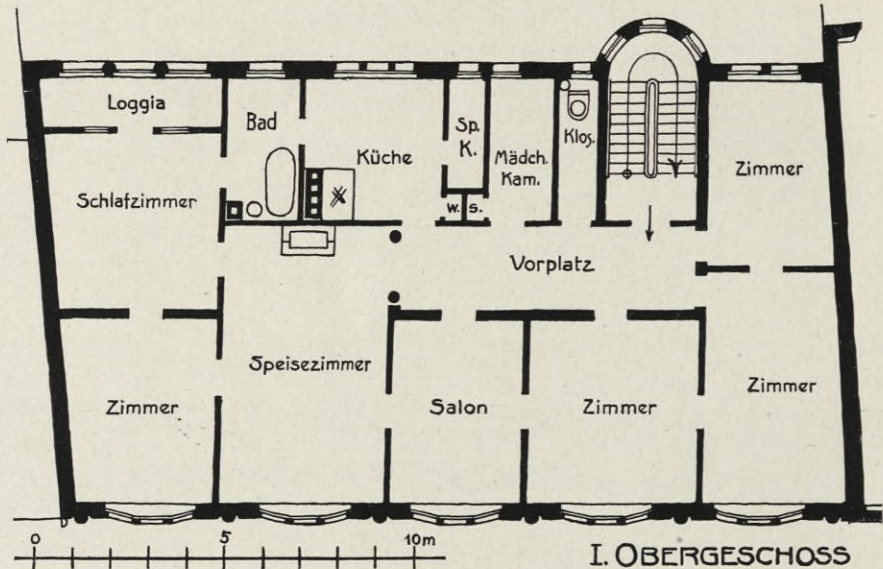 Loggia
Bad
Küche
Sp.
K.
Mädch.
Kam.
Klos.
Zimmer
Schlafzimmer
w.
s.
Vorplatz
Zimmer
Speisezimmer
Salon
Zimmer
Zimmer
0 5 10m
I. OBERGESCHOSS